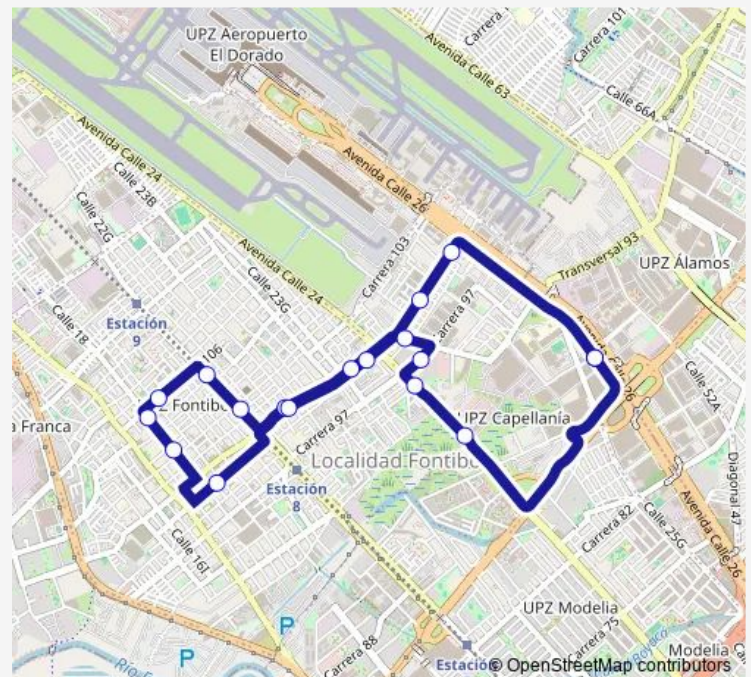 UPZ Aeropuerto
El Dorado
Avenida Calle 63
Carrera 101
Calle 66A
Avenida Calle 24
Calle 23B
Calle 22G
Avenida Calle 26
Carrera 103
Transversal 93
UPZ Álamos
Avenida Calle 24
Calle 23G
Carrera 97
Calle 18
Estación
9
106
Calle 52A
a Franca
Z Fontib
UPZ Capellanía
Carrera 97
Localidad Fontibo
Estación
8
Diagonal 47
Calle 16I
Carrera 82
Calle 25G
Avenida Calle 26
UPZ Modelia
P
P
Carrera 88
Carrera 75
Modelia
Estació
© OpenStreetMap contributors